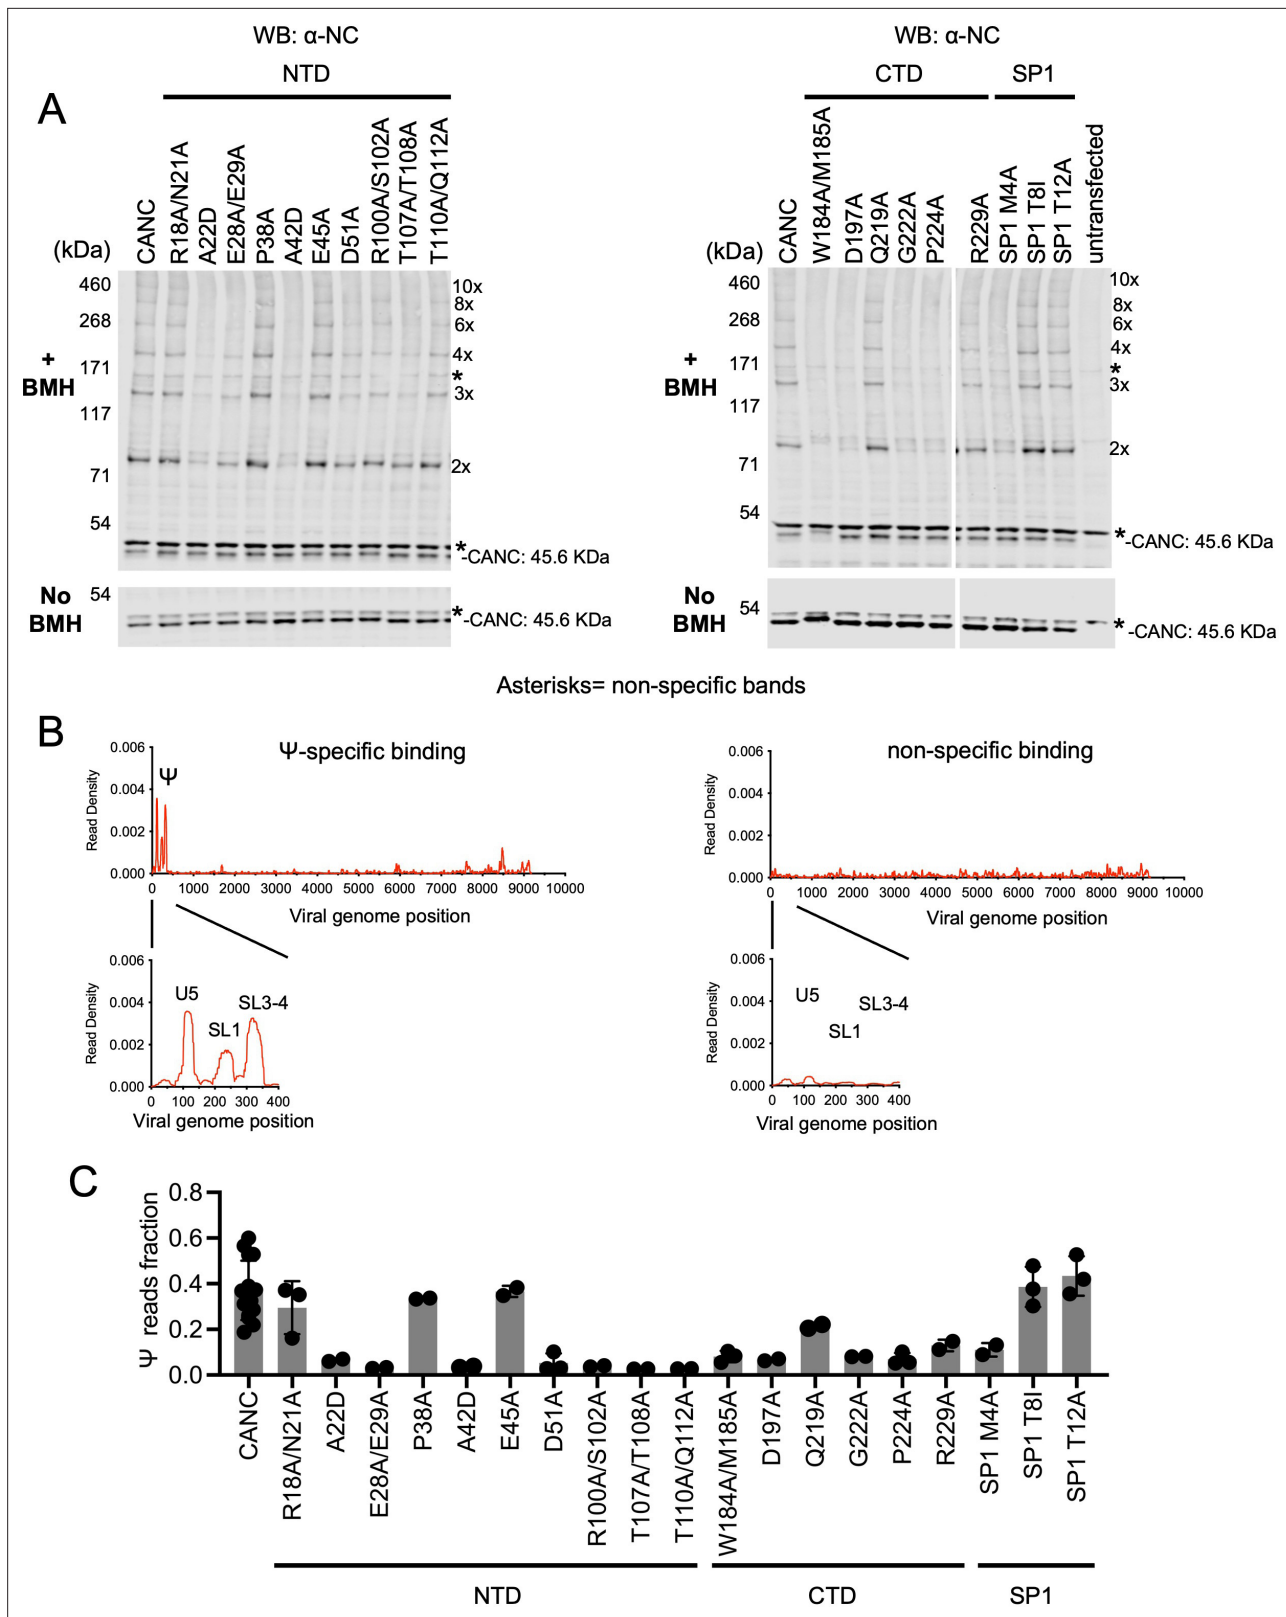 WB: α-NC
NTD
A
(kDa)
CANC
R18A/N21A
A22D
E28A/E29A
P38A
A42D
E45A
D51A
R100A/S102A
T107A/T108A
T110A/Q112A
460
268
171
117
71
54
+
BMH
10x
8x
6x
4x
*
3x
2x
*
-CANC: 45.6 KDa
No
BMH
54
*
-CANC: 45.6 KDa
WB: α-NC
CTD
SP1
(kDa)
CANC
W184A/M185A
D197A
Q219A
G222A
P224A
R229A
SP1 M4A
SP1 T8I
SP1 T12A
untransfected
460
268
171
117
71
54
+
BMH
10x
8x
6x
4x
*
3x
2x
*
-CANC: 45.6 KDa
No
BMH
54
*
-CANC: 45.6 KDa
Asterisks= non-specific bands
B
Ψ-specific binding
Read Density
0.006
0.004
0.002
0.000
Ψ
0 1000 2000 3000 4000 5000 6000 7000 8000 9000 10000
Viral genome position
Read Density
0.006
0.004
0.002
0.000
U5
SL1
SL3-4
0 100 200 300 400
Viral genome position
non-specific binding
Read Density
0.006
0.004
0.002
0.000
0 1000 2000 3000 4000 5000 6000 7000 8000 9000 10000
Viral genome position
Read Density
0.006
0.004
0.002
0.000
U5
SL1
SL3-4
0 100 200 300 400
Viral genome position
C
Ψ reads fraction
0.8
0.6
0.4
0.2
0.0
CANC
R18A/N21A
A22D
E28A/E29A
P38A
A42D
E45A
D51A
R100A/S102A
T107A/T108A
T110A/Q112A
W184A/M185A
D197A
Q219A
G222A
P224A
R229A
SP1 M4A
SP1 T8I
SP1 T12A
NTD
CTD
SP1